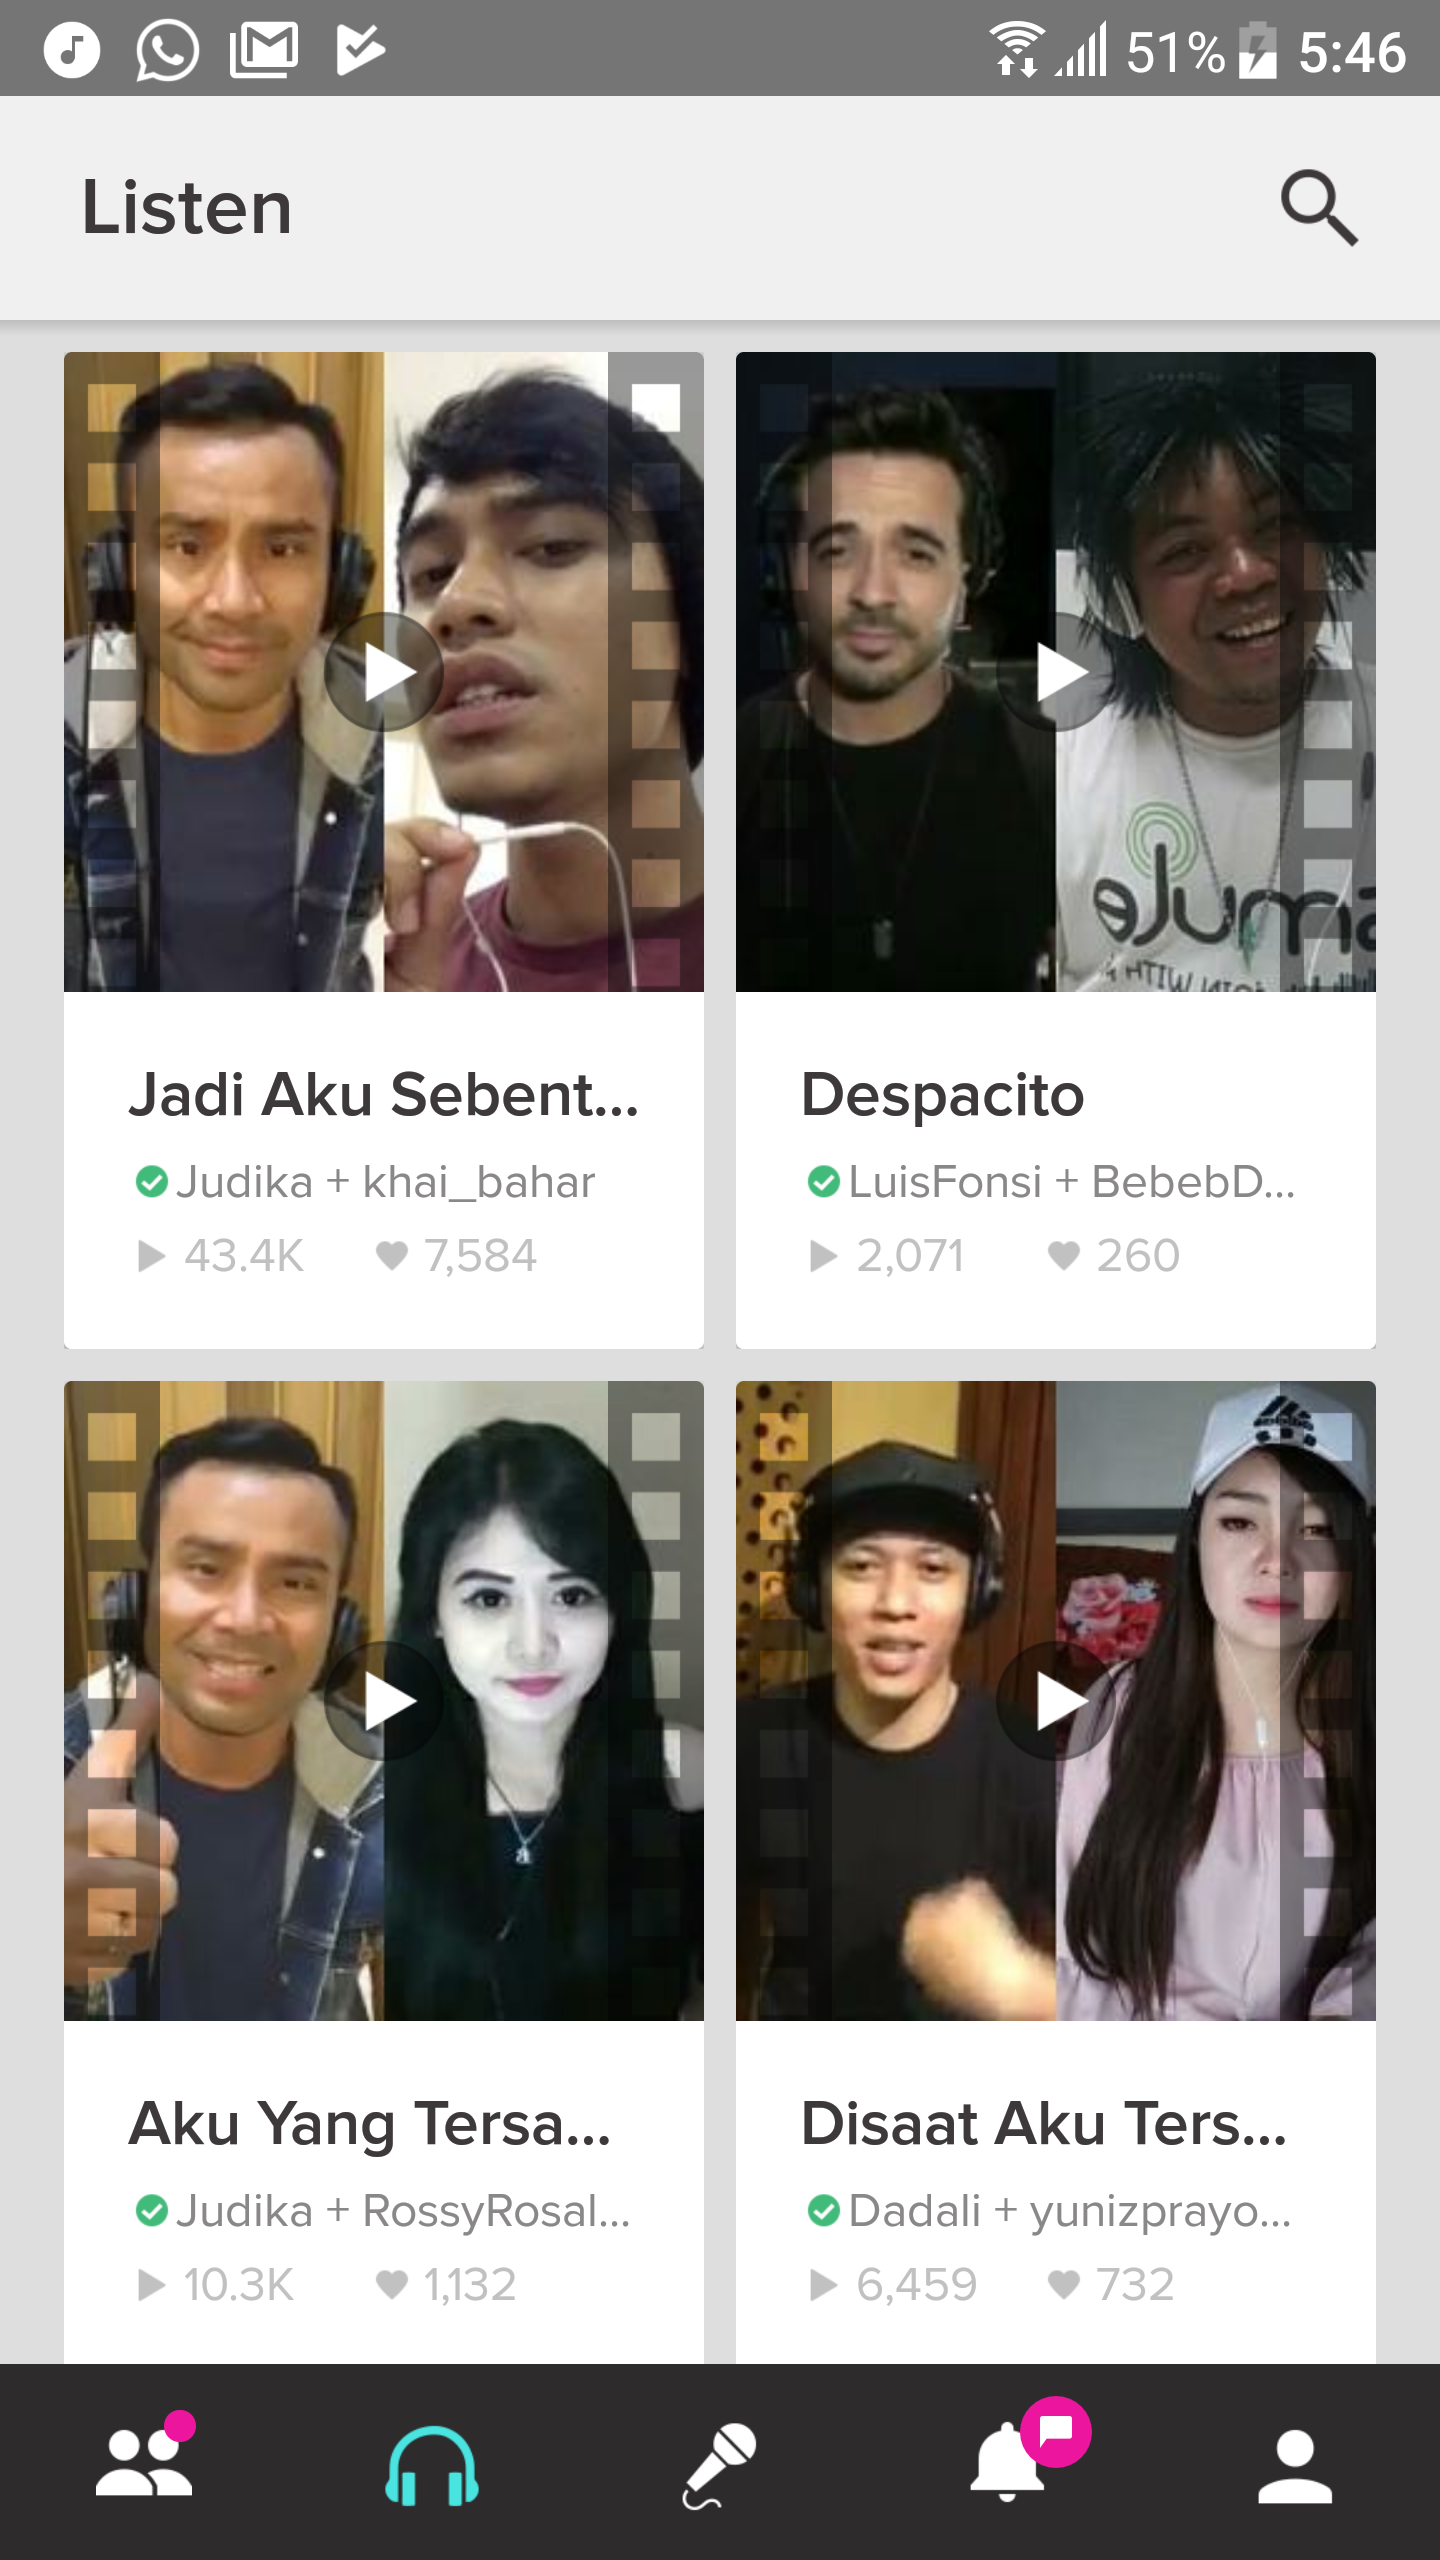 51% 5:46
Listen
Jadi Aku Sebent...
Judika + khai_bahar
43.4K 7,584
Despacito
LuisFonsi + BebebD...
2,071 260
Aku Yang Tersa...
Judika + RossyRosal...
10.3K 1,132
Disaat Aku Ters...
Dadali + yunizprayo...
6,459 732